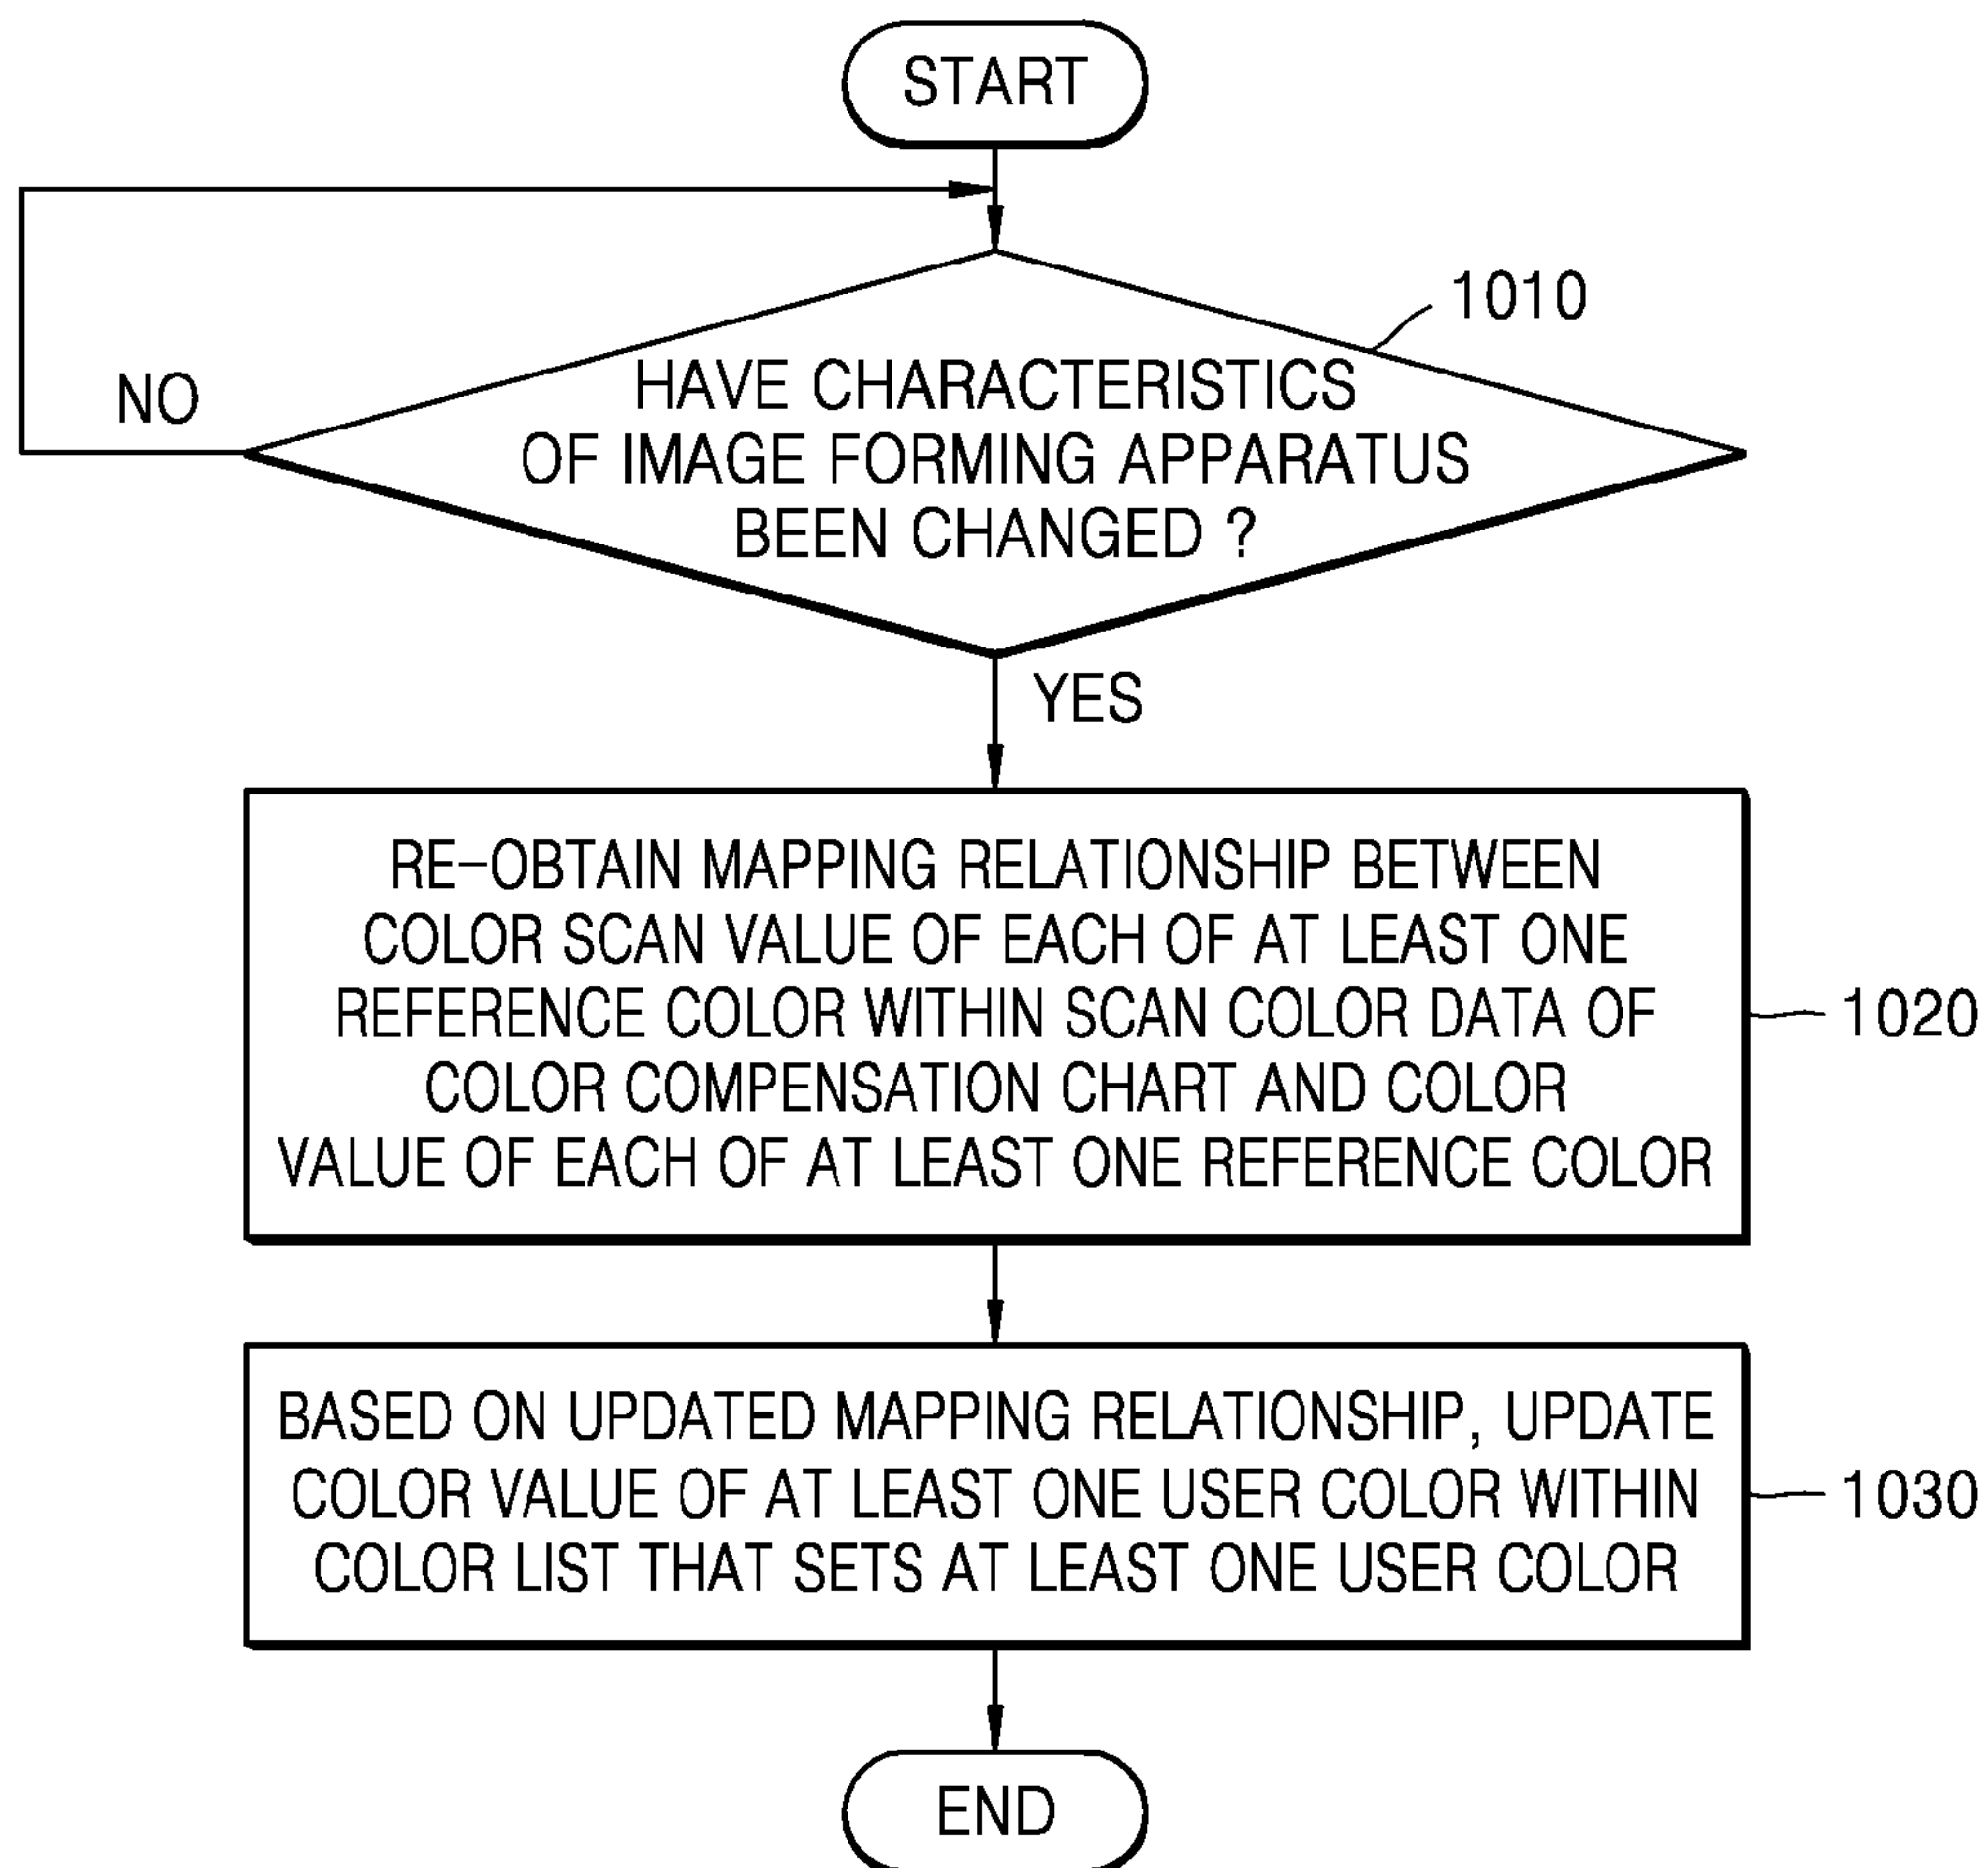 START
1010
HAVE CHARACTERISTICS
OF IMAGE FORMING APPARATUS
BEEN CHANGED ?
NO
YES
RE-OBTAIN MAPPING RELATIONSHIP BETWEEN
COLOR SCAN VALUE OF EACH OF AT LEAST ONE
REFERENCE COLOR WITHIN SCAN COLOR DATA OF
COLOR COMPENSATION CHART AND COLOR
VALUE OF EACH OF AT LEAST ONE REFERENCE COLOR
1020
BASED ON UPDATED MAPPING RELATIONSHIP, UPDATE
COLOR VALUE OF AT LEAST ONE USER COLOR WITHIN
COLOR LIST THAT SETS AT LEAST ONE USER COLOR
1030
END